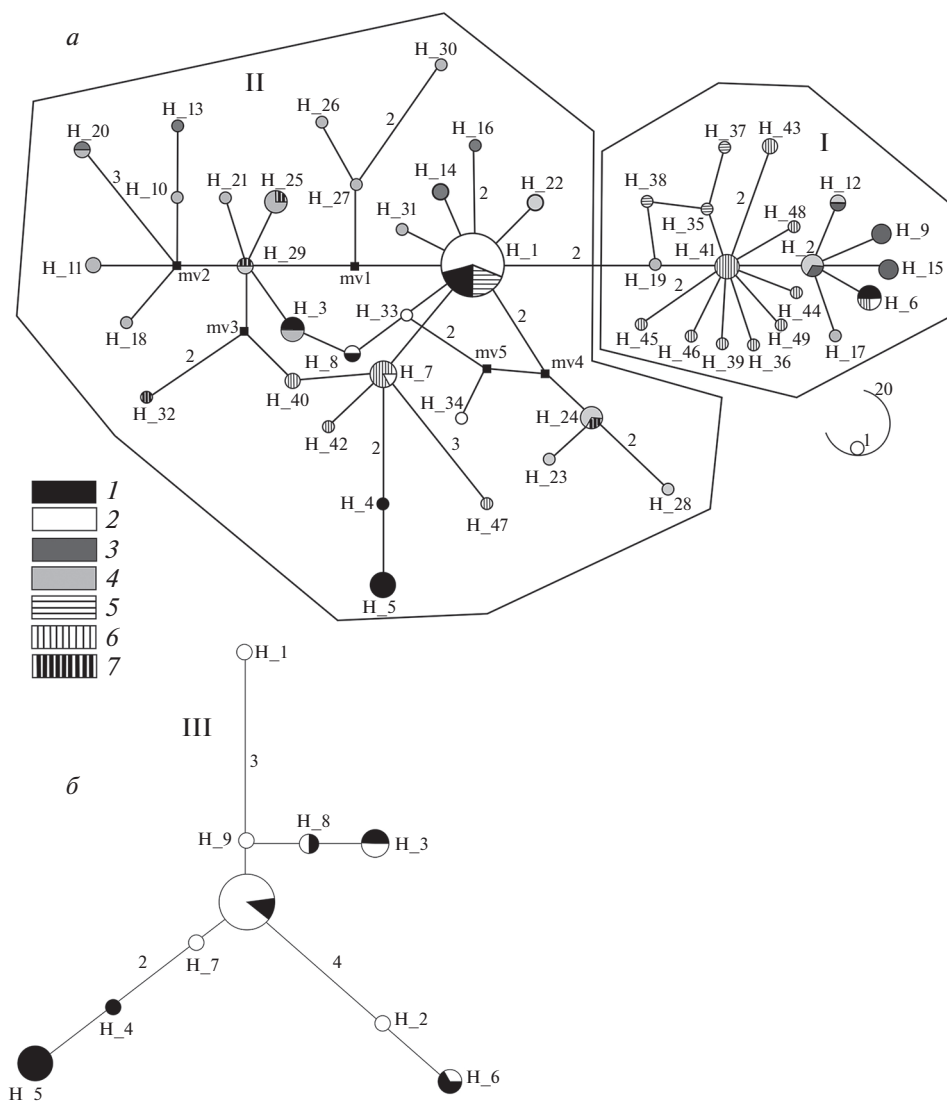 а
II
I
H_30
H_13
H_26
2
H_16
H_37
H_43
H_20
H_38
2
H_12
3
H_10
H_21
H_25
H_27
H_14
2
H_22
H_35
H_48
H_9
H_31
H_41
H_2
H_1
H_11
mv2
H_29
mv1
2
H_19
H_15
H_6
H_44
H_18
mv3
H_3
H_33
2
2
2
H_45
H_49
H_17
H_46
H_39
H_36
2
H_8
mv5
mv4
H_7
H_40
20
H_32
H_34
H_24
1
H_42
2
3
2
H_23
H_28
H_4
H_47
1
2
3
4
5
6
7
H_5
H_1
III
3
б
H_8
H_9
H_3
2
4
H_7
H_2
H_4
H_6
H_5